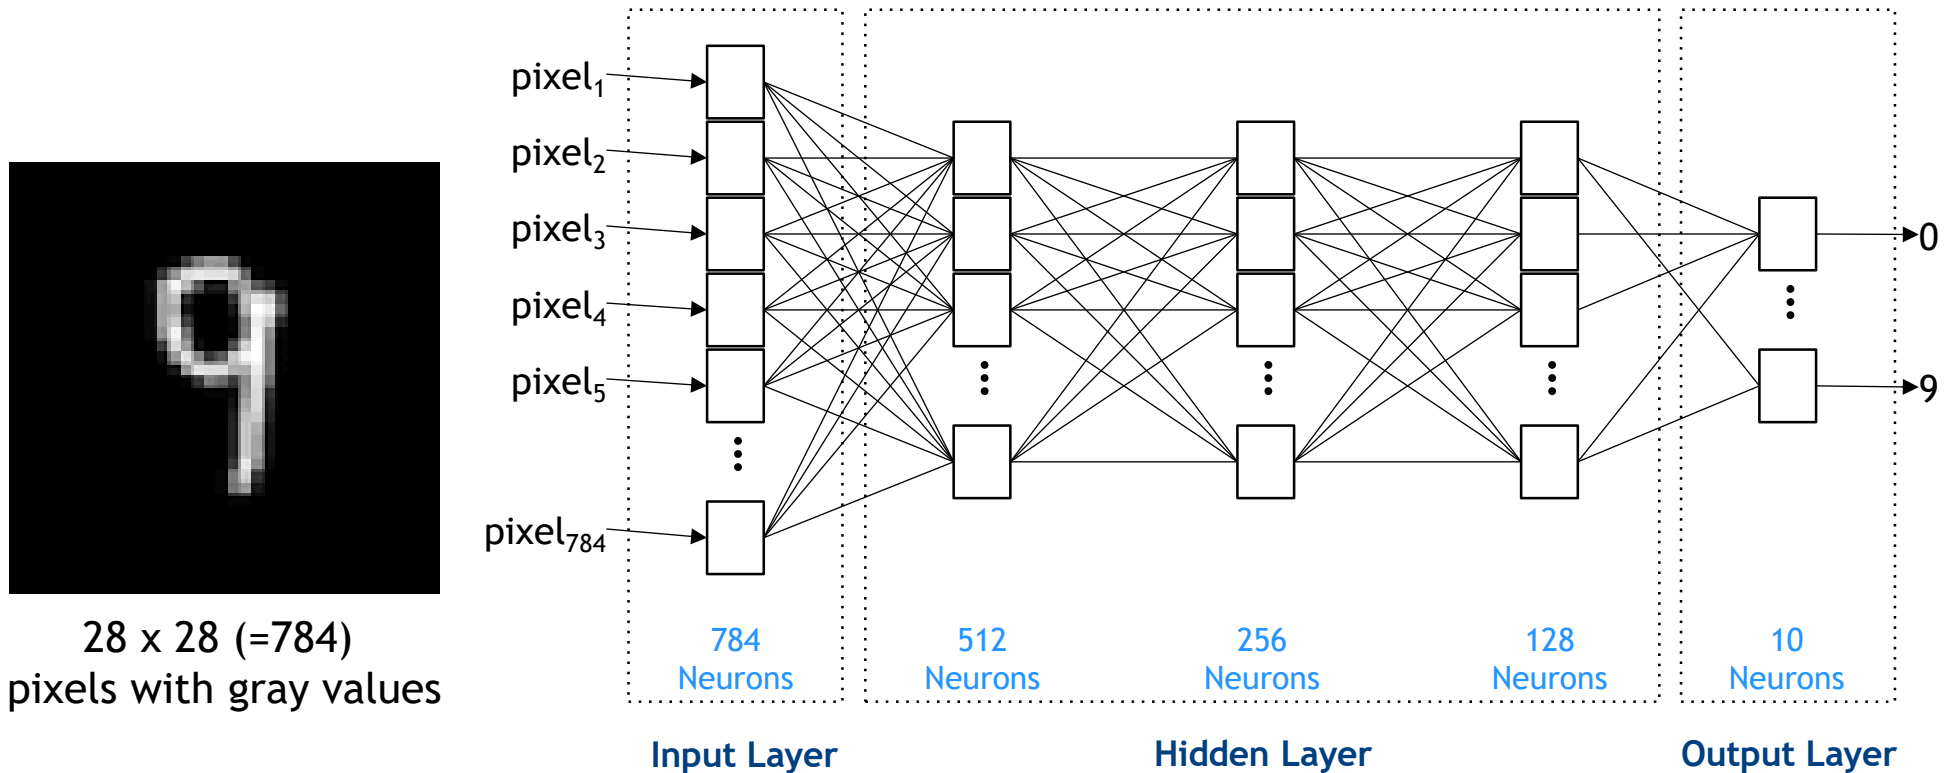 pixel₁
pixel₂
pixel₃
pixel₄
pixel₅
pixel₇₈₄
28 x 28 (=784)
pixels with gray values
784
Neurons
512
Neurons
256
Neurons
128
Neurons
10
Neurons
0
9
Input Layer
Hidden Layer
Output Layer